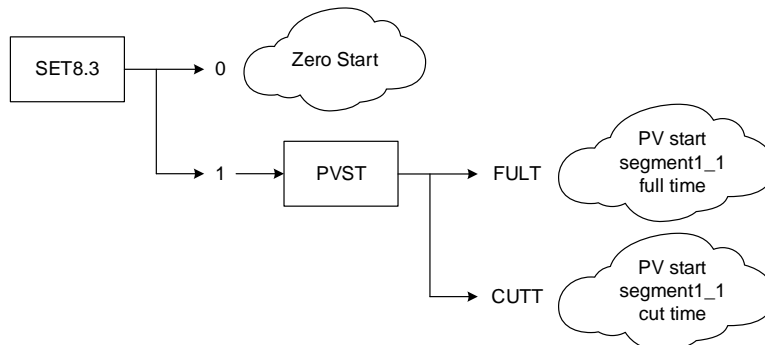 SET8.3
0
Zero Start
1
PVST
FULT
PV start
segment1_1
full time
CUTT
PV start
segment1_1
cut time